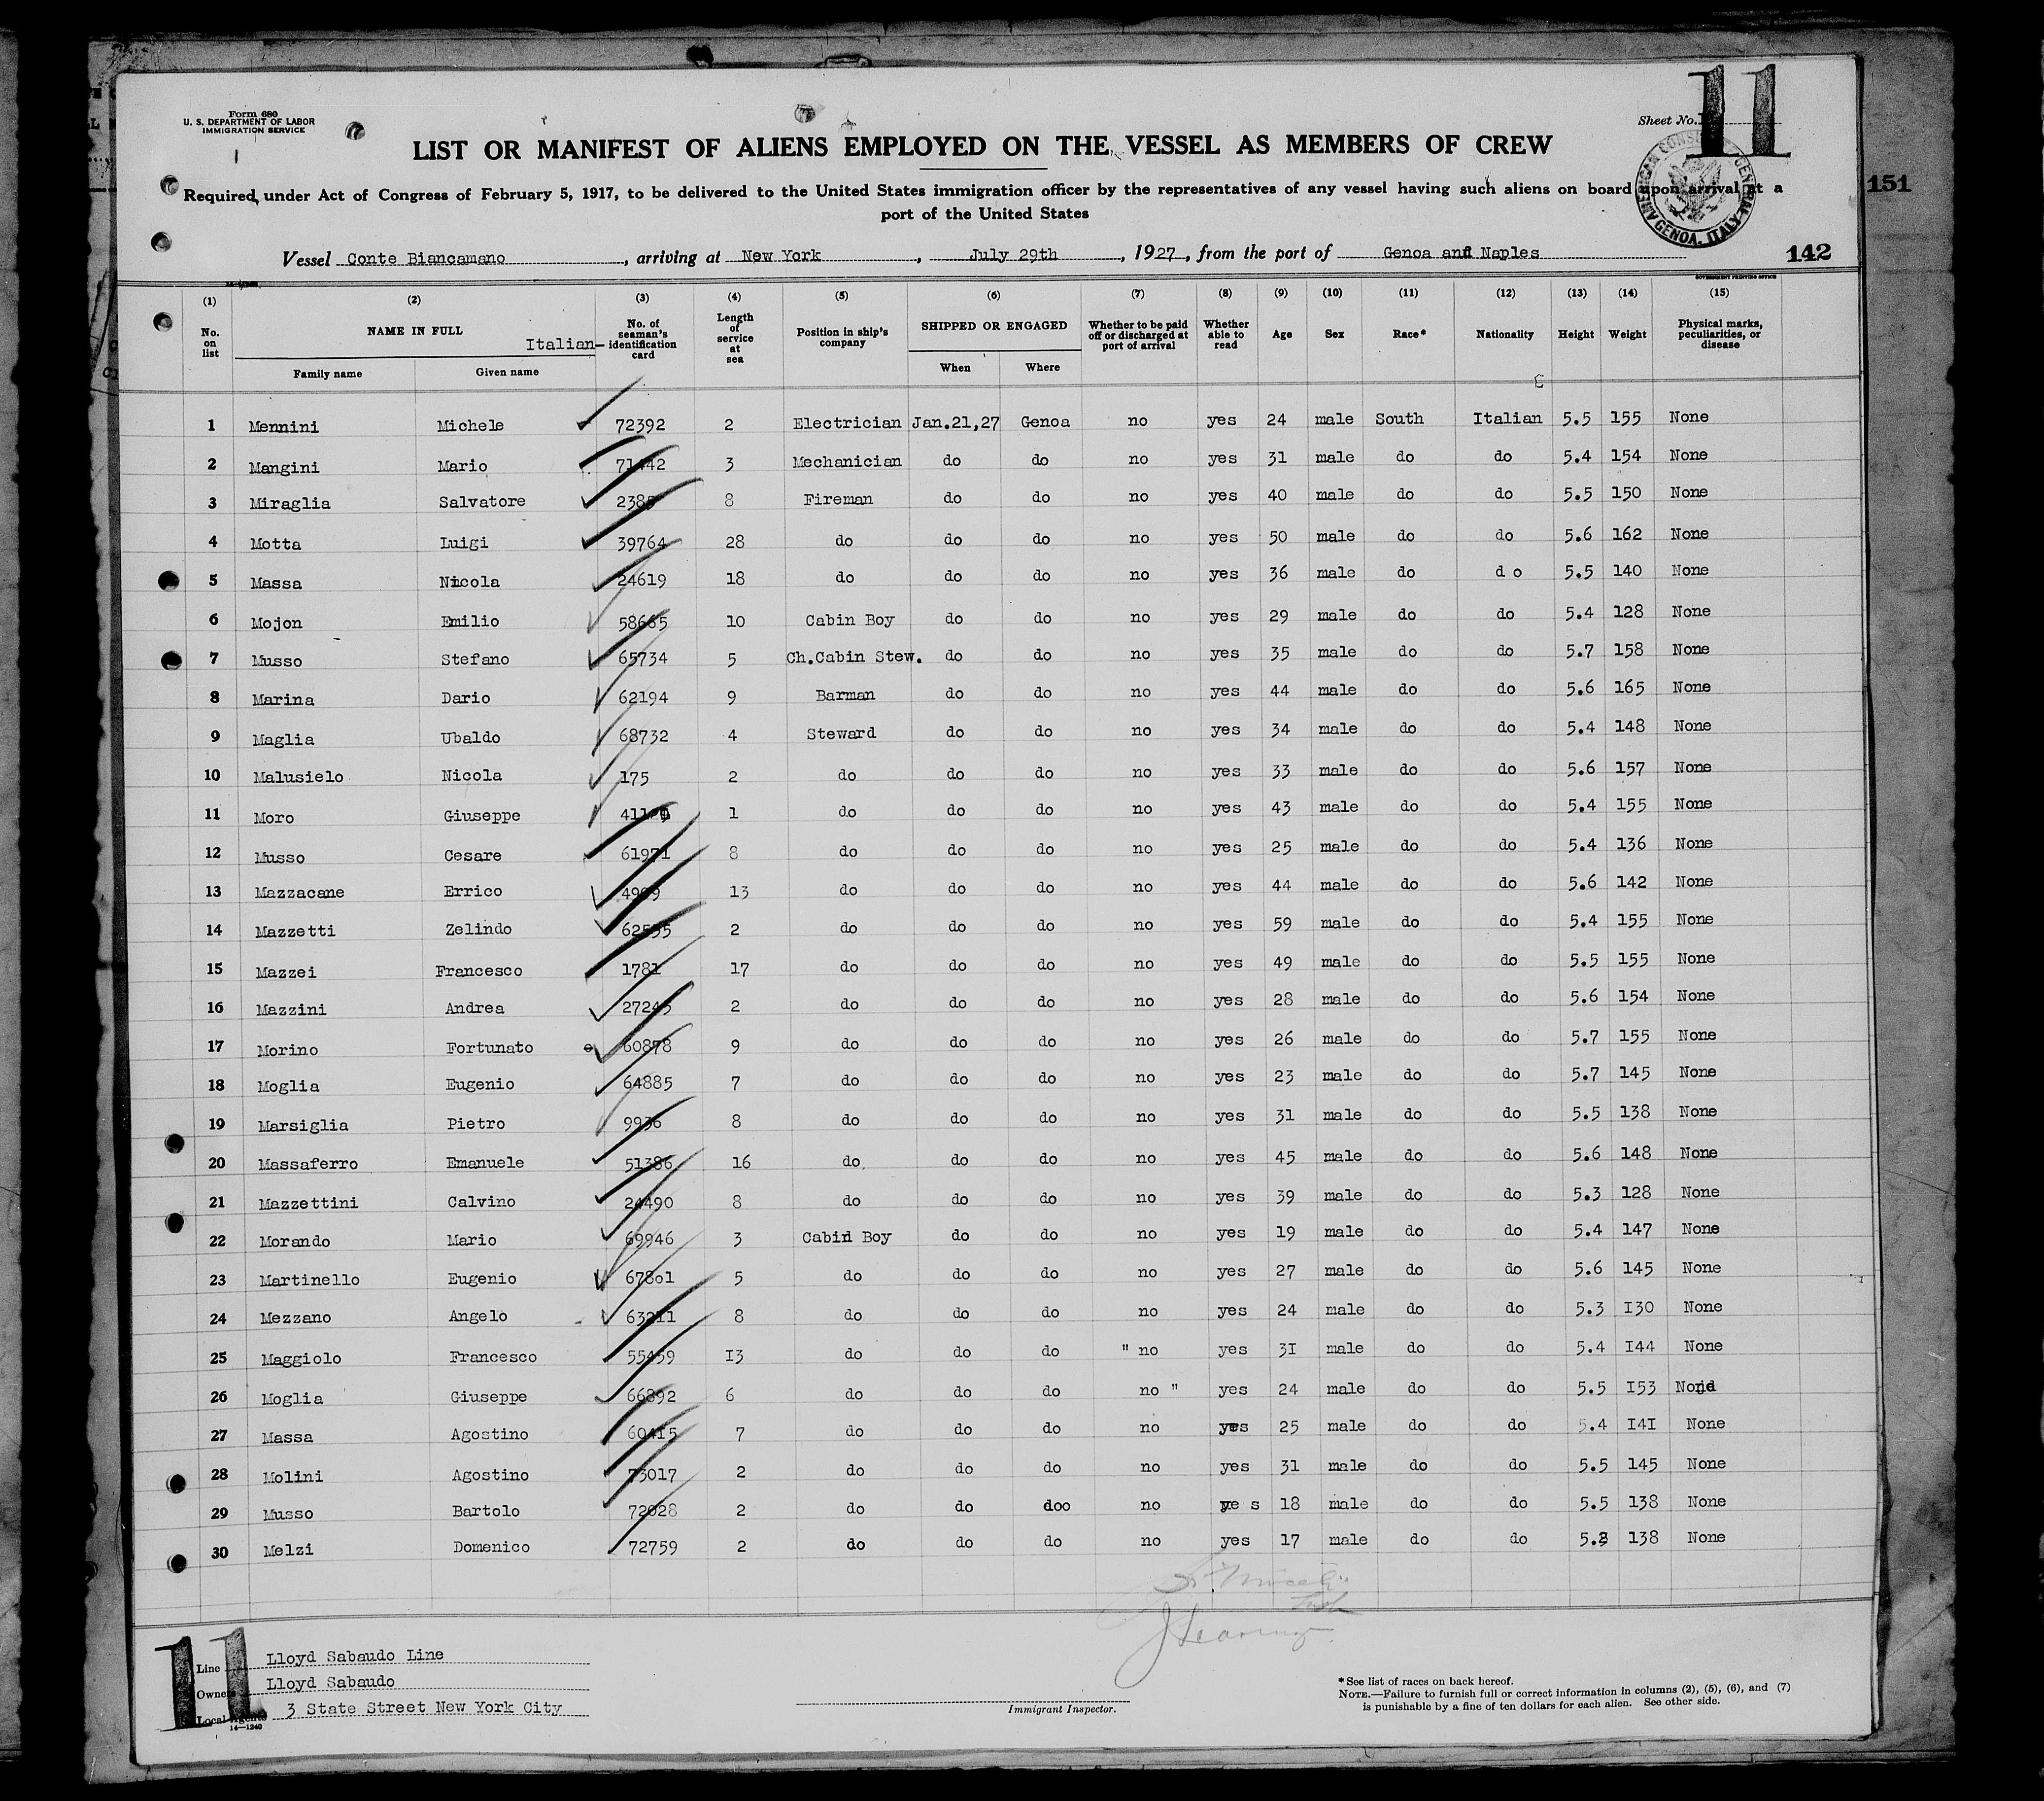 Form 680
U. S. DEPARTMENT OF LABOR
IMMIGRATION SERVICE
Sheet No. 11
LIST OR MANIFEST OF ALIENS EMPLOYED ON THE VESSEL AS MEMBERS OF CREW
Required under Act of Congress of February 5, 1917, to be delivered to the United States immigration officer by the representatives of any vessel having such aliens on board upon arrival at a
port of the United States
AMERICAN CONSULATE GENERAL GENOA, ITALY
151
Vessel Conte Biancamano, arriving at New York, July 29th, 1927, from the port of Genoa and Naples
142
GOVERNMENT PRINTING OFFICE
(1) (2) (3) (4) (5) (6) (7) (8) (9) (10) (11) (12) (13) (14) (15)
No. on list NAME IN FULL Family name Given name Italian- No. of seaman's identification card Length of service at sea Position in ship's company SHIPPED OR ENGAGED When Where Whether to be paid off or discharged at port of arrival Whether able to read Age Sex Race* Nationality Height Weight Physical marks, peculiarities, or disease
1 Mennini Michele 72392 2 Electrician Jan.21,27 Genoa no yes 24 male South Italian 5.5 155 None
2 Mangini Mario 71442 3 Mechanician do do no yes 31 male do do 5.4 154 None
3 Miraglia Salvatore 8 Fireman do do no yes 40 male do do 5.5 150 None
4 Motta Luigi 39764 28 do do do no yes 50 male do do 5.6 162 None
5 Massa Nicola 24619 18 do do do no yes 36 male do d o 5.5 140 None
6 Mojon Emilio 58665 10 Cabin Boy do do no yes 29 male do do 5.4 128 None
7 Musso Stefano 65734 5 Ch.Cabin Stew. do do no yes 35 male do do 5.7 158 None
8 Marina Dario 62194 9 Barman do do no yes 44 male do do 5.6 165 None
9 Maglia Ubaldo 68732 4 Steward do do no yes 34 male do do 5.4 148 None
10 Malusielo Nicola 175 2 do do do no yes 33 male do do 5.6 157 None
11 Moro Giuseppe 1 do do do no yes 43 male do do 5.4 155 None
12 Musso Cesare 61971 8 do do do no yes 25 male do do 5.4 136 None
13 Mazzacane Errico 13 do do do no yes 44 male do do 5.6 142 None
14 Mazzetti Zelindo 2 do do do no yes 59 male do do 5.4 155 None
15 Mazzei Francesco 1781 17 do do do no yes 49 male do do 5.5 155 None
16 Mazzini Andrea 27245 2 do do do no yes 28 male do do 5.6 154 None
17 Morino Fortunato 60878 9 do do do no yes 26 male do do 5.7 155 None
18 Moglia Eugenio 64885 7 do do do no yes 23 male do do 5.7 145 None
19 Marsiglia Pietro 9936 8 do do do no yes 31 male do do 5.5 138 None
20 Massaferro Emanuele 51386 16 do do do no yes 45 male do do 5.6 148 None
21 Mazzettini Calvino 24490 8 do do do no yes 39 male do do 5.3 128 None
22 Morando Mario 69946 3 Cabin Boy do do no yes 19 male do do 5.4 147 None
23 Martinello Eugenio 67801 5 do do do no yes 27 male do do 5.6 145 None
24 Mezzano Angelo 63211 8 do do do no yes 24 male do do 5.3 I30 None
25 Maggiolo Francesco 55459 I3 do do do " no yes 3I male do do 5.4 I44 None
26 Moglia Giuseppe 66892 6 do do do no " yes 24 male do do 5.5 I53
27 Massa Agostino 60415 7 do do do no yes 25 male do do 5.4 I4I None
28 Molini Agostino 73017 2 do do do no yes 31 male do do 5.5 145 None
29 Musso Bartolo 72028 2 do do doo no ye s 18 male do do 5.5 138 None
30 Melzi Domenico 72759 2 do do do no yes 17 male do do 138 None
11
Line Lloyd Sabaudo Line
Owners Lloyd Sabaudo
Local Agents 3 State Street New York City
14—1240
Immigrant Inspector.
*See list of races on back hereof.
NOTE.—Failure to furnish full or correct information in columns (2), (5), (6), and (7)
is punishable by a fine of ten dollars for each alien. See other side.